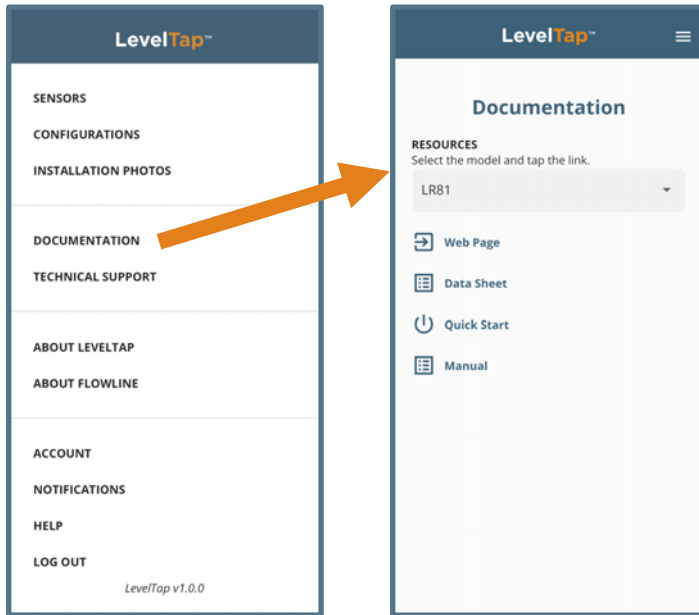 LevelTap™
SENSORS
CONFIGURATIONS
INSTALLATION PHOTOS
DOCUMENTATION
TECHNICAL SUPPORT
ABOUT LEVELTAP
ABOUT FLOWLINE
ACCOUNT
NOTIFICATIONS
HELP
LOG OUT
LevelTap v1.0.0
LevelTap™
Documentation
RESOURCES
Select the model and tap the link.
LR81
Web Page
Data Sheet
Quick Start
Manual